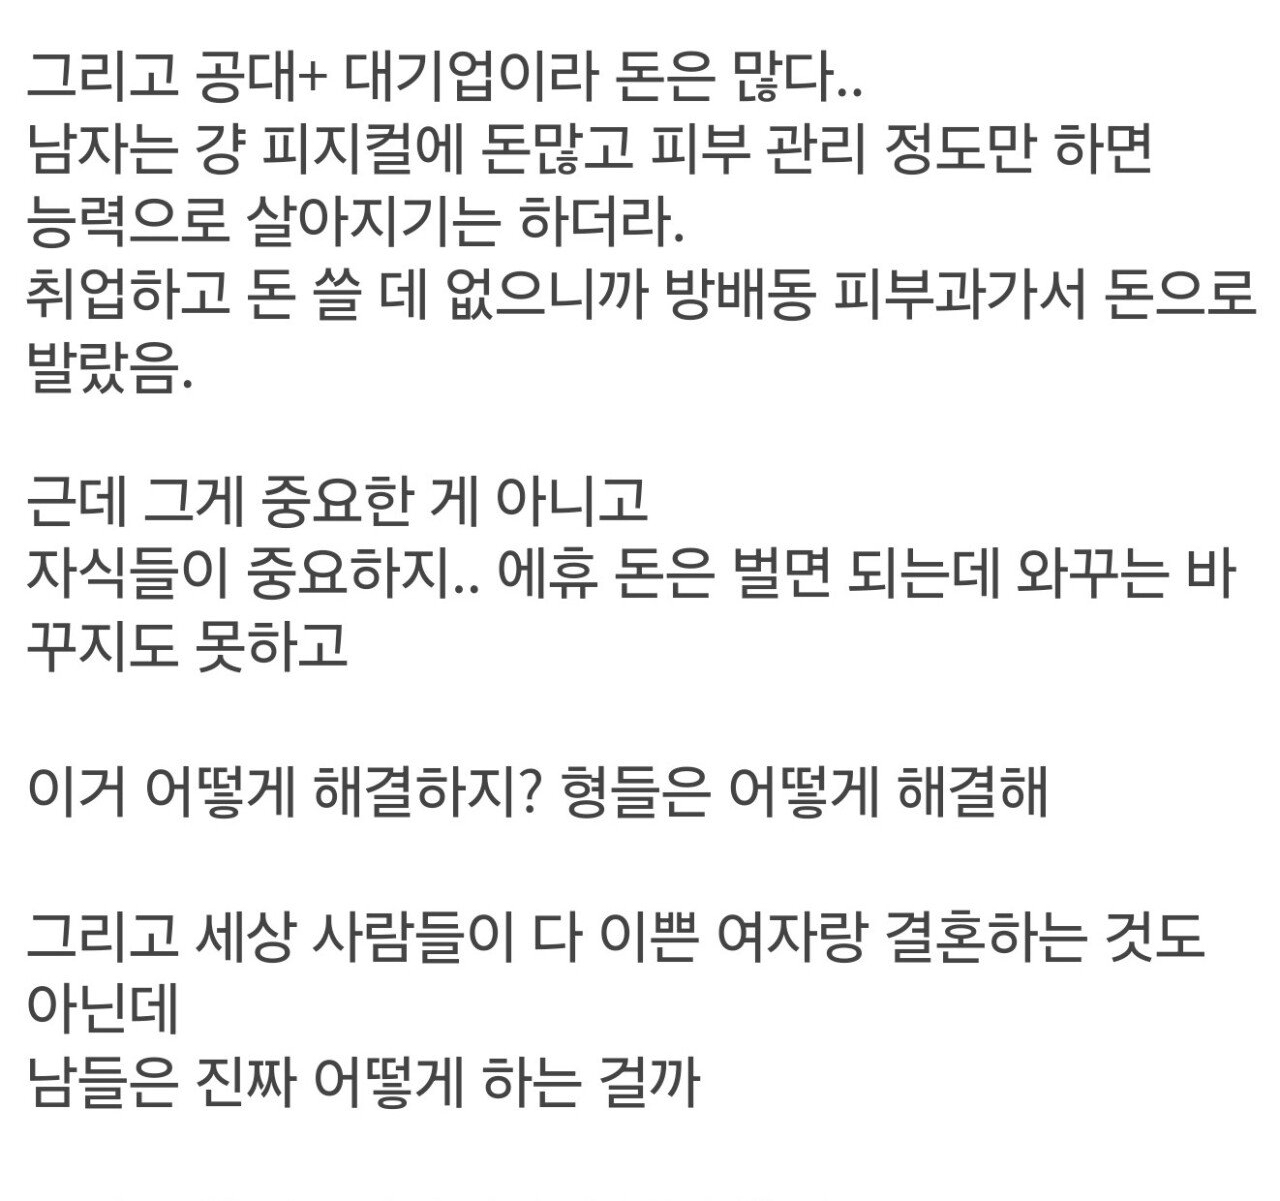 그리고 공대+ 대기업이라 돈은 많다..
남자는 걍 피지컬에 돈많고 피부 관리 정도만 하면
능력으로 살아지기는 하더라.
취업하고 돈 쓸 데 없으니까 방배동 피부과가서 돈으로
발랐음.
근데 그게 중요한 게 아니고
자식들이 중요하지.. 에휴 돈은 벌면 되는데 와꾸는 바
꾸지도 못하고
이거 어떻게 해결하지? 형들은 어떻게 해결해
그리고 세상 사람들이 다 이쁜 여자랑 결혼하는 것도
아닌데
남들은 진짜 어떻게 하는 걸까